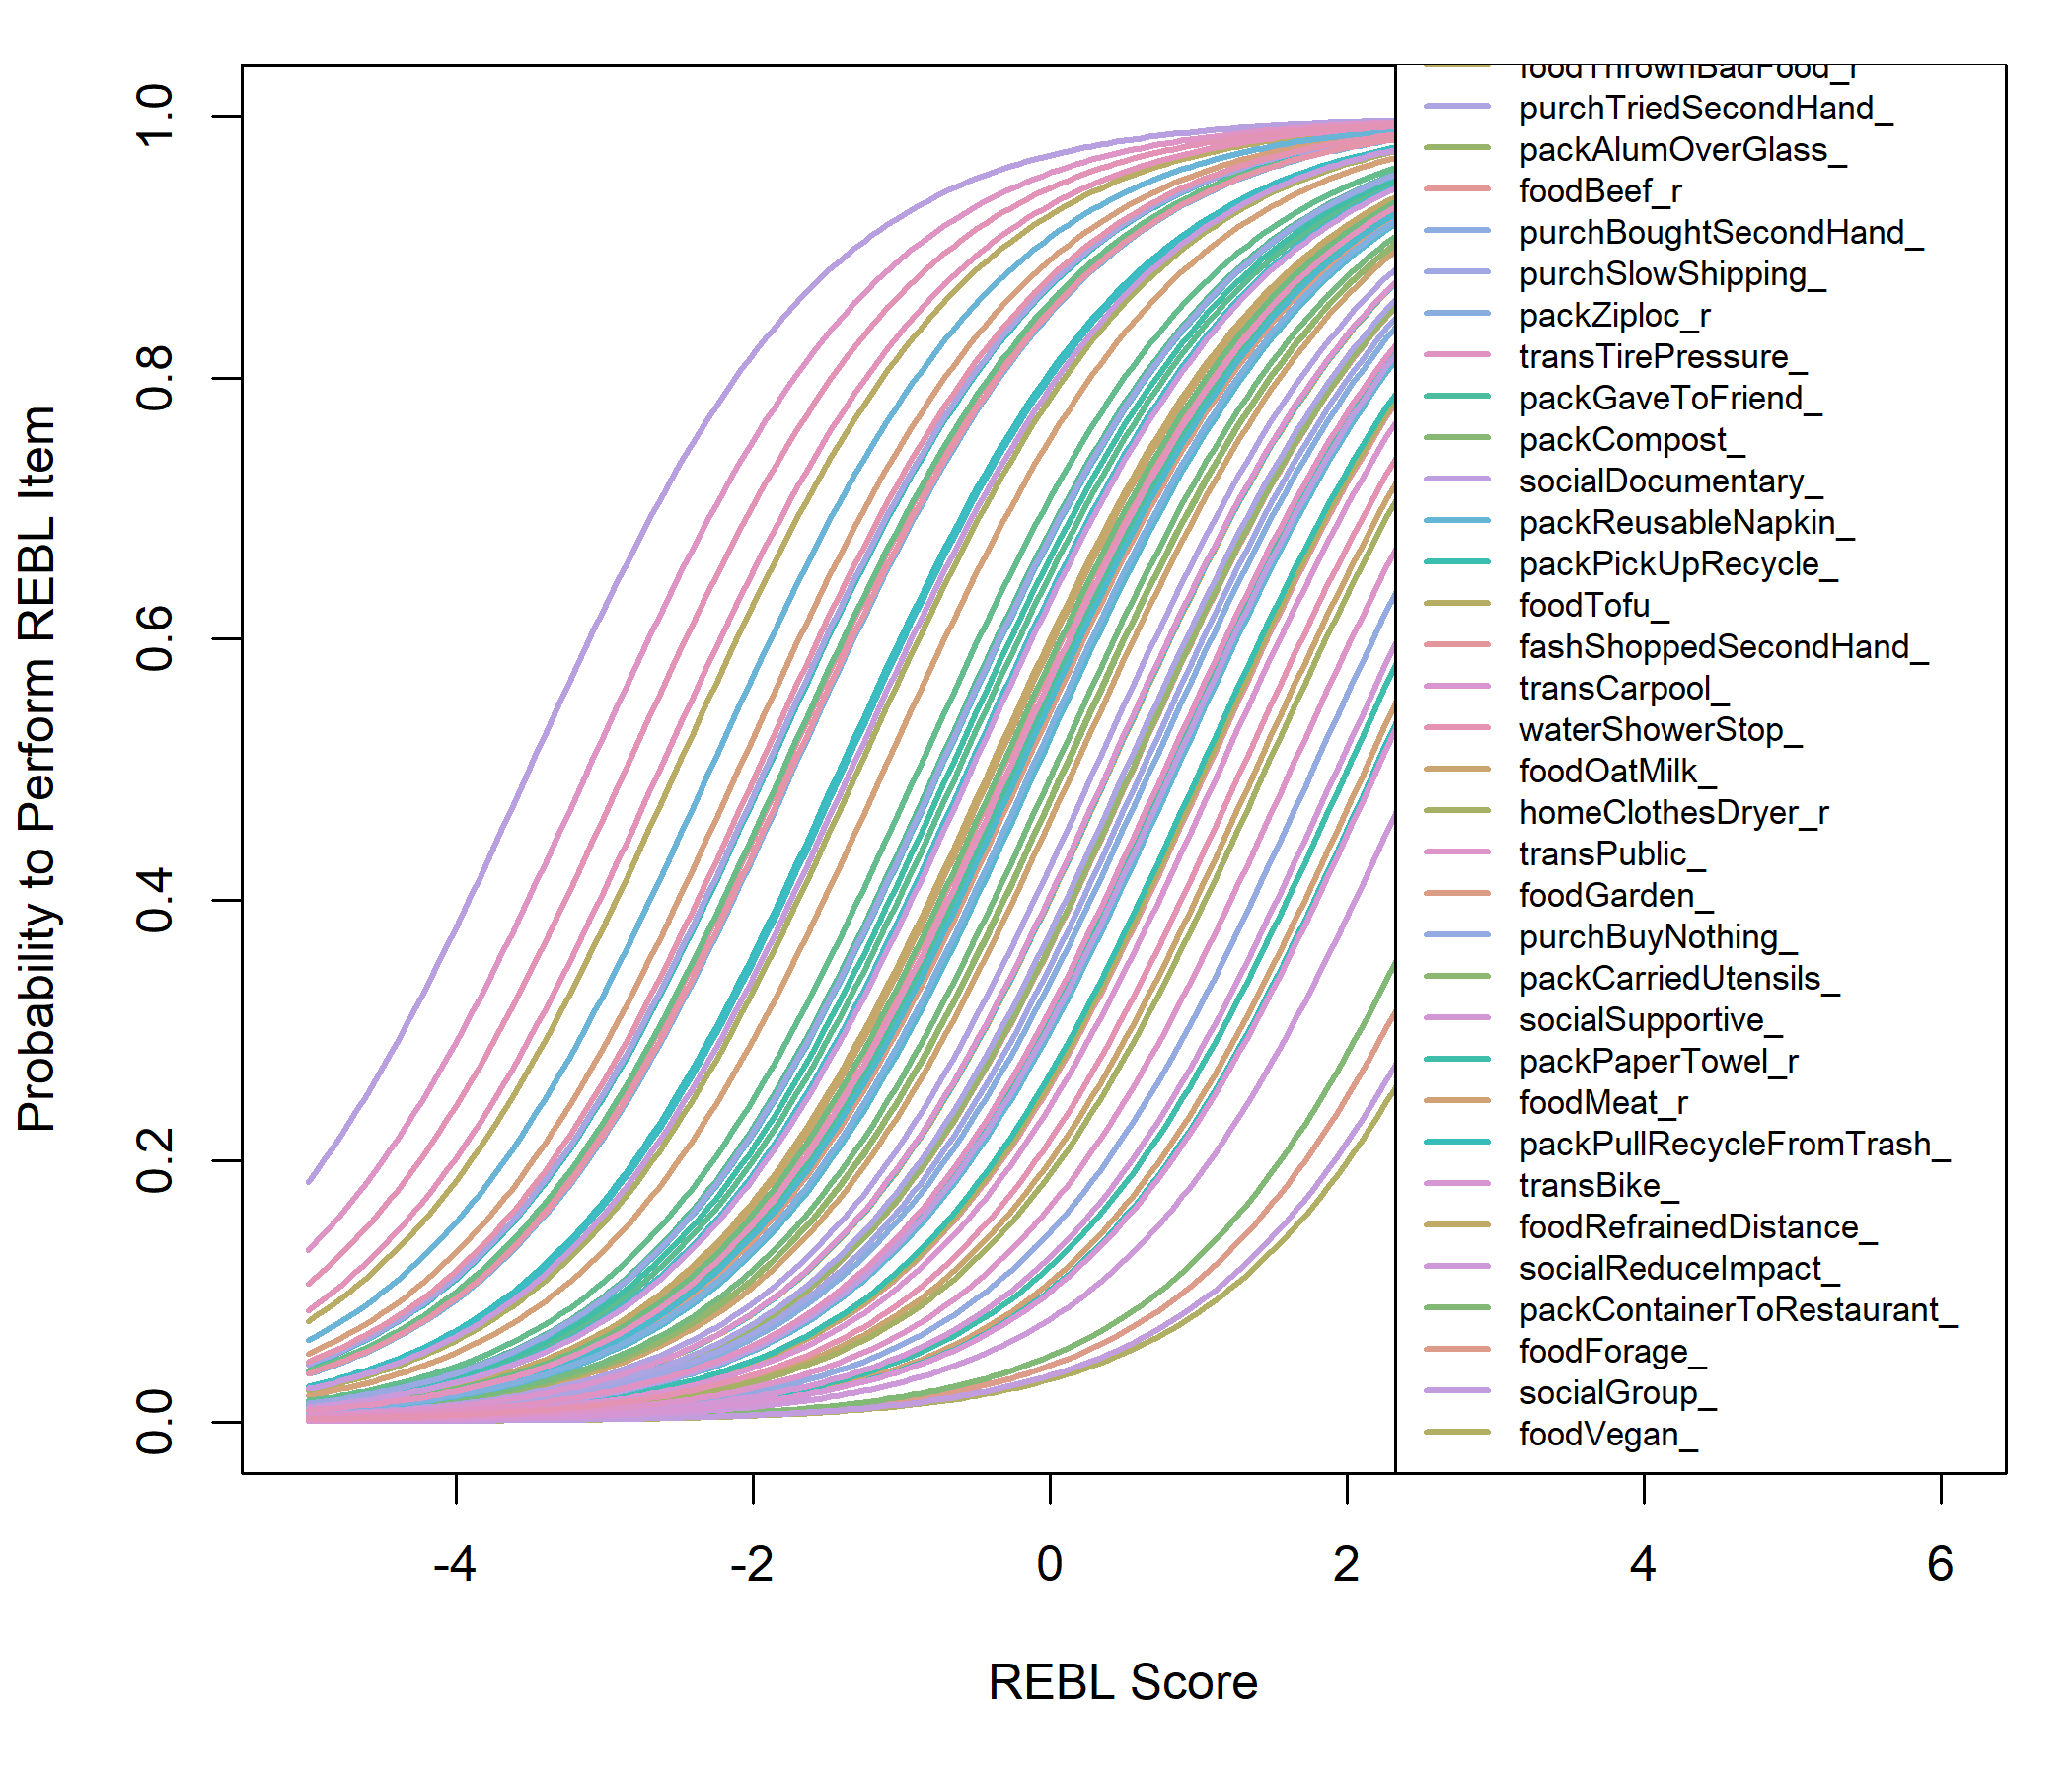 Probability to Perform REBL Item
1.0
0.8
0.6
0.4
0.2
0.0
-4 -2 0 2 4 6
REBL Score
foodThrownBadFood_r
purchTriedSecondHand_
packAlumOverGlass_
foodBeef_r
purchBoughtSecondHand_
purchSlowShipping_
packZiploc_r
transTirePressure_
packGaveToFriend_
packCompost_
socialDocumentary_
packReusableNapkin_
packPickUpRecycle_
foodTofu_
fashShoppedSecondHand_
transCarpool_
waterShowerStop_
foodOatMilk_
homeClothesDryer_r
transPublic_
foodGarden_
purchBuyNothing_
packCarriedUtensils_
socialSupportive_
packPaperTowel_r
foodMeat_r
packPullRecycleFromTrash_
transBike_
foodRefrainedDistance_
socialReduceImpact_
packContainerToRestaurant_
foodForage_
socialGroup_
foodVegan_